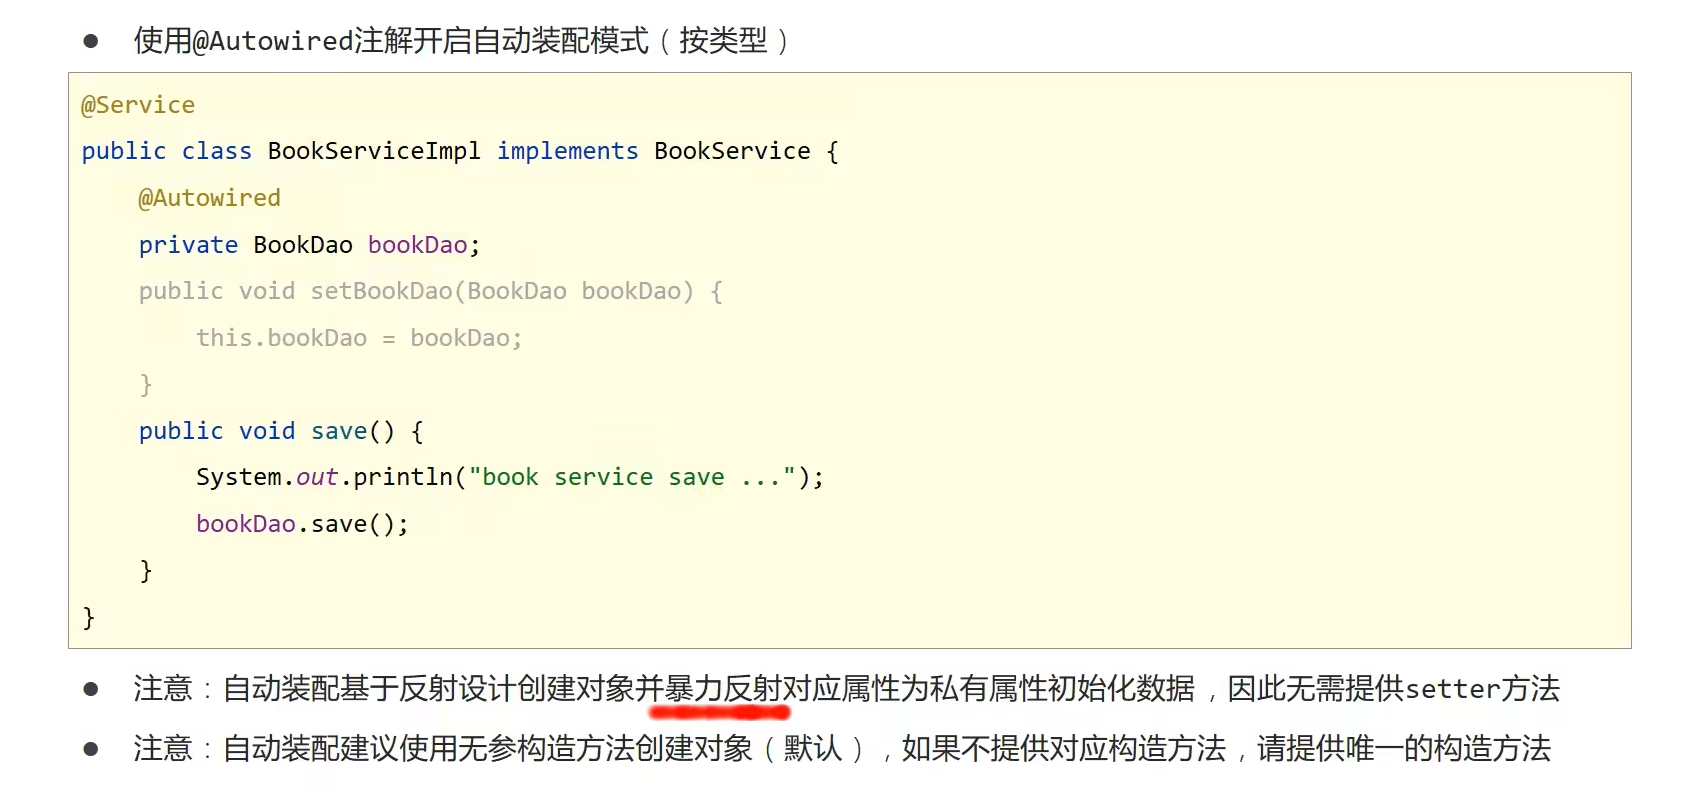 ● 使用@Autowired注解开启自动装配模式（按类型）
@Service
public class BookServiceImpl implements BookService {
    @Autowired
    private BookDao bookDao;
    public void setBookDao(BookDao bookDao) {
        this.bookDao = bookDao;
    }
    public void save() {
        System.out.println("book service save ...");
        bookDao.save();
    }
}
● 注意：自动装配基于反射设计创建对象并暴力反射对应属性为私有属性初始化数据，因此无需提供setter方法
● 注意：自动装配建议使用无参构造方法创建对象（默认），如果不提供对应构造方法，请提供唯一的构造方法